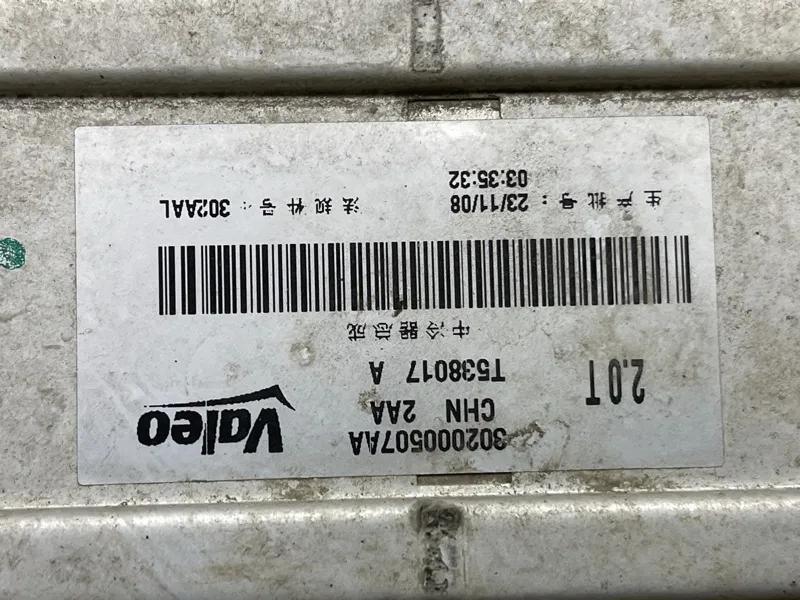 302000507AA
Valeo
CHN 2AA
2.0T
T538017 A
中冷器总成
生产批号: 23/11/08
03:35:32
法规件号: 302AAL